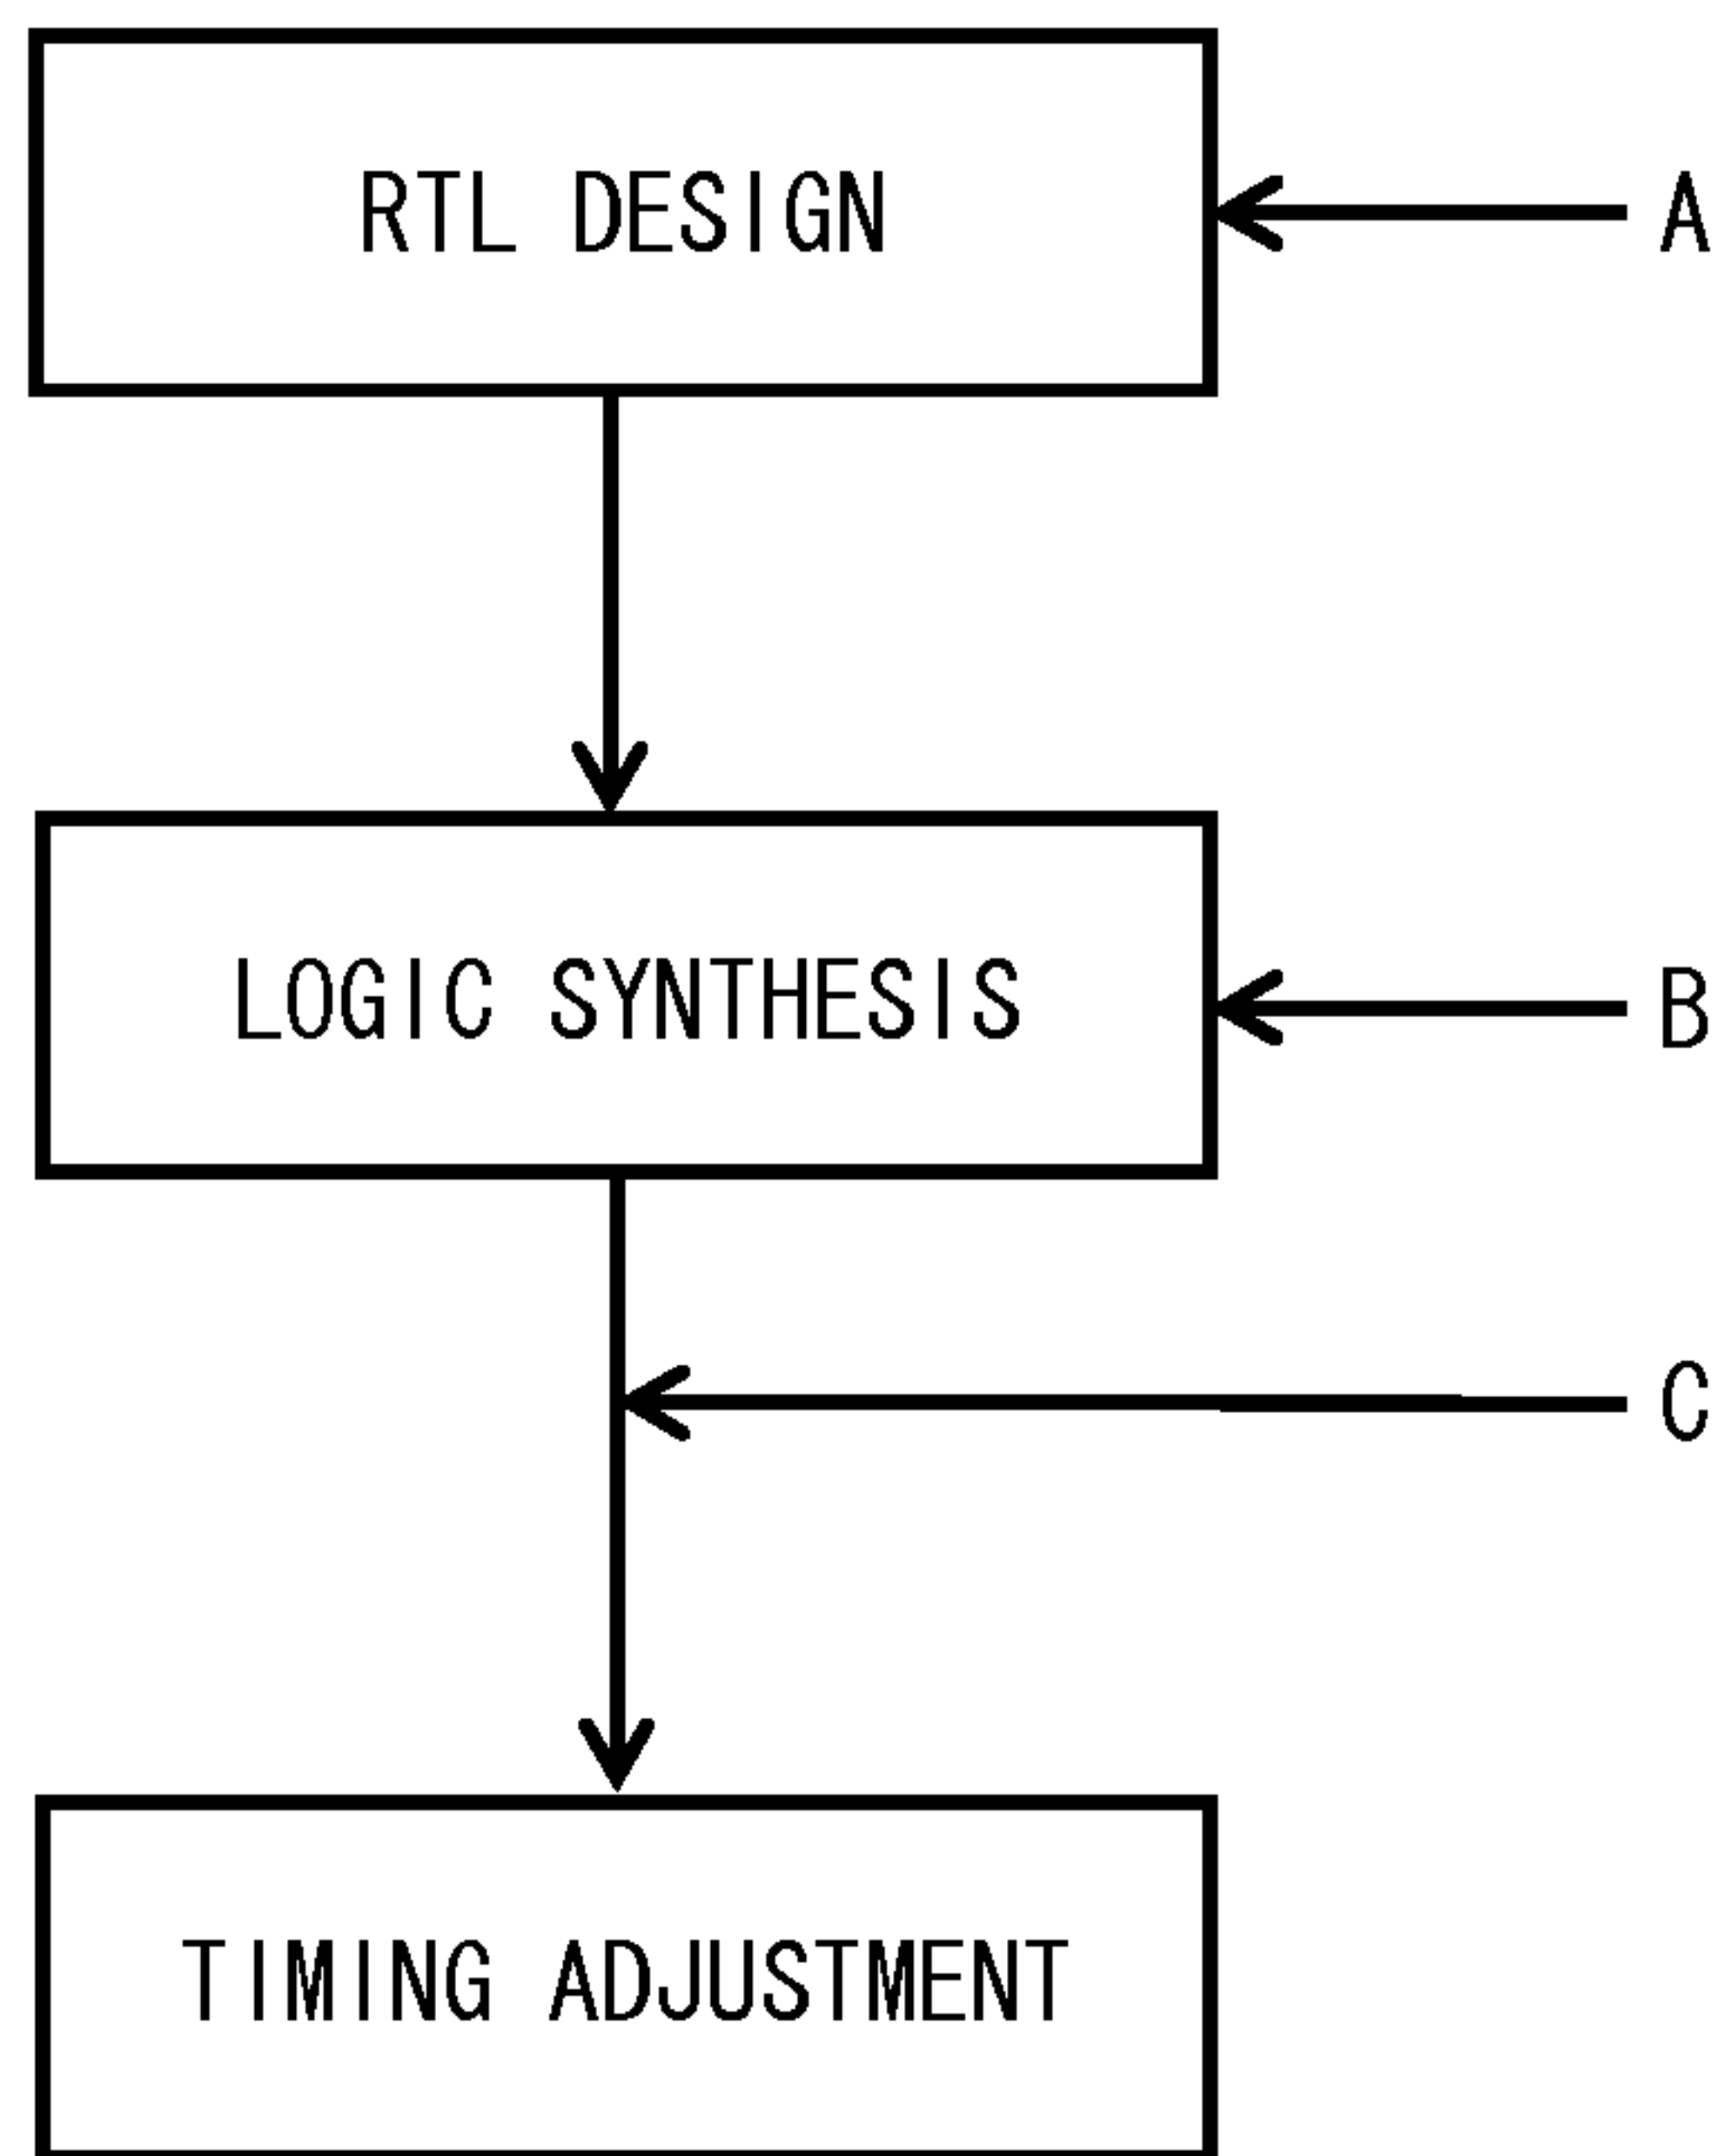 RTL DESIGN
A
LOGIC SYNTHESIS
B
C
TIMING ADJUSTMENT